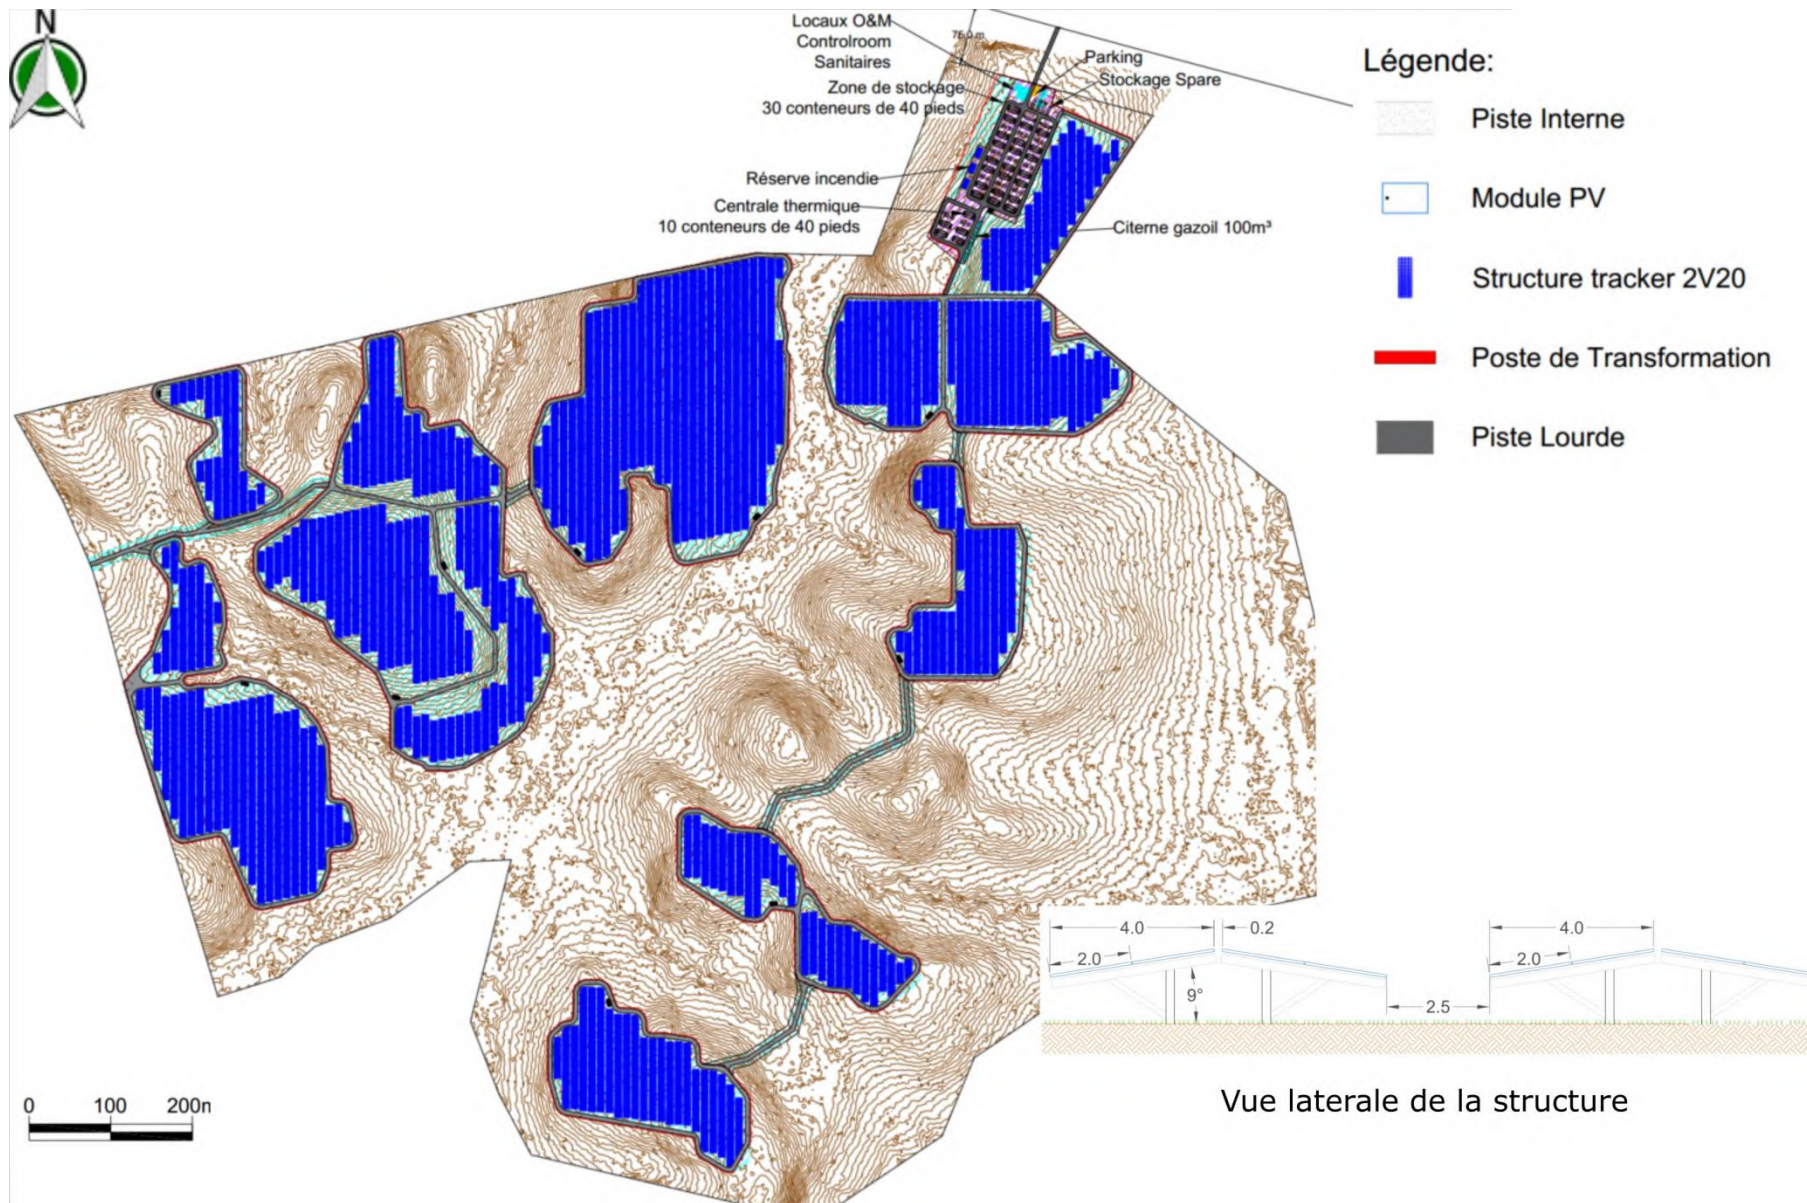 N
Locaux O&M
Controlroom
Sanitaires
Zone de stockage
30 conteneurs de 40 pieds
Parking
Stockage Spare
Réserve incendie
Centrale thermique
10 conteneurs de 40 pieds
Citerne gazoil 100m³
Légende:
Piste Interne
Module PV
Structure tracker 2V20
Poste de Transformation
Piste Lourde
4.0
0.2
4.0
2.0
2.0
9°
2.5
Vue laterale de la structure
0 100 200m